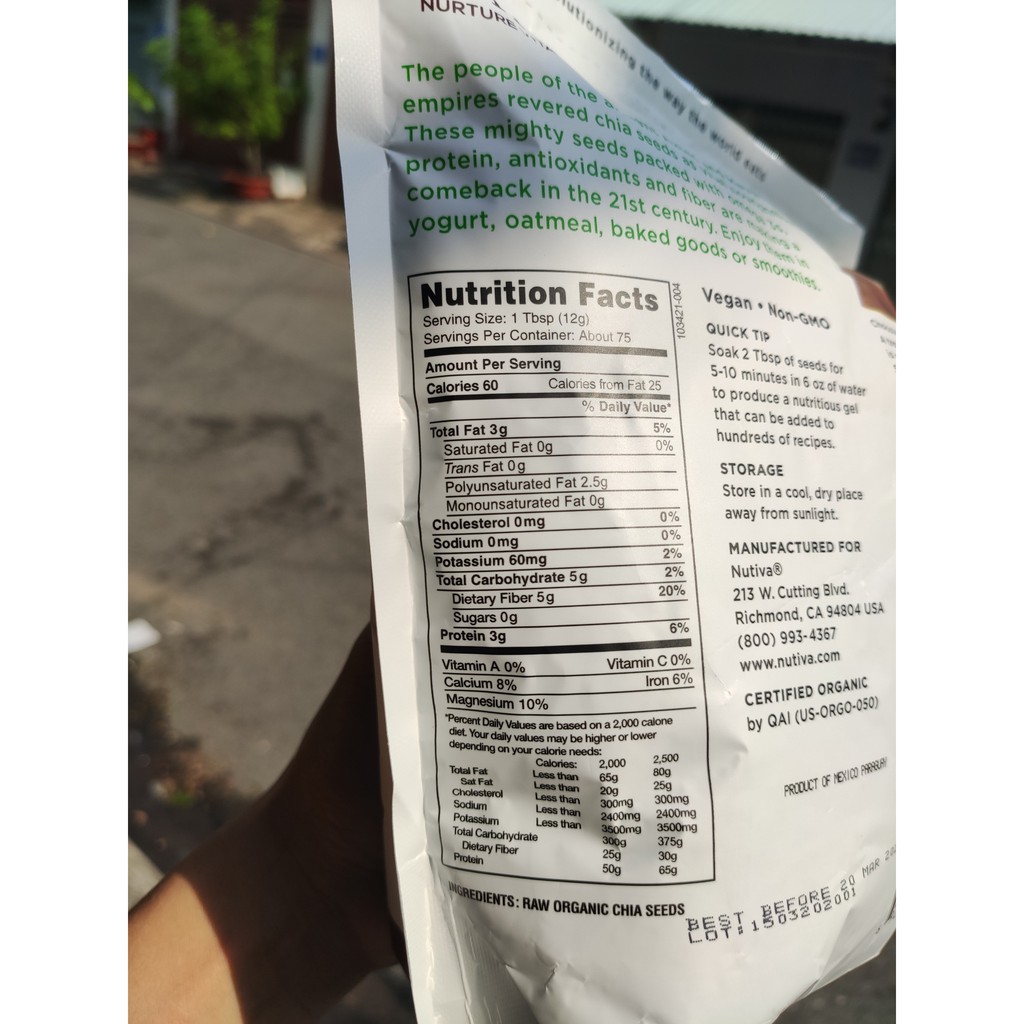 NURTURE
the way the world eats
The people of the
empires revered chia seeds as
These mighty seeds packed with
protein, antioxidants and fiber are making a
comeback in the 21st century. Enjoy them in
yogurt, oatmeal, baked goods or smoothies.
Nutrition Facts
Serving Size: 1 Tbsp (12g)
Servings Per Container: About 75
Amount Per Serving
Calories 60 Calories from Fat 25
% Daily Value*
Total Fat 3g 5%
Saturated Fat 0g 0%
Trans Fat 0g
Polyunsaturated Fat 2.5g
Monounsaturated Fat 0g
Cholesterol 0mg 0%
Sodium 0mg 0%
Potassium 60mg 2%
Total Carbohydrate 5g 2%
Dietary Fiber 5g 20%
Sugars 0g
Protein 3g 6%
Vitamin A 0% Vitamin C 0%
Calcium 8% Iron 6%
Magnesium 10%
*Percent Daily Values are based on a 2,000 calorie
diet. Your daily values may be higher or lower
depending on your calorie needs:
Calories: 2,000 2,500
Total Fat Less than 65g 80g
Sat Fat Less than 20g 25g
Cholesterol Less than 300mg 300mg
Sodium Less than 2400mg 2400mg
Potassium Less than 3500mg 3500mg
Total Carbohydrate 300g 375g
Dietary Fiber 25g 30g
Protein 50g 65g
INGREDIENTS: RAW ORGANIC CHIA SEEDS
103421-004
Vegan • Non-GMO
QUICK TIP
Soak 2 Tbsp of seeds for
5-10 minutes in 6 oz of water
to produce a nutritious gel
that can be added to
hundreds of recipes.
STORAGE
Store in a cool, dry place
away from sunlight.
MANUFACTURED FOR
Nutiva®
213 W. Cutting Blvd.
Richmond, CA 94804 USA
(800) 993-4367
www.nutiva.com
CERTIFIED ORGANIC
by QAI (US-ORGO-050)
PRODUCT OF MEXICO PARAGUAY
BEST BEFORE 20 MAR
LOT:1503202001